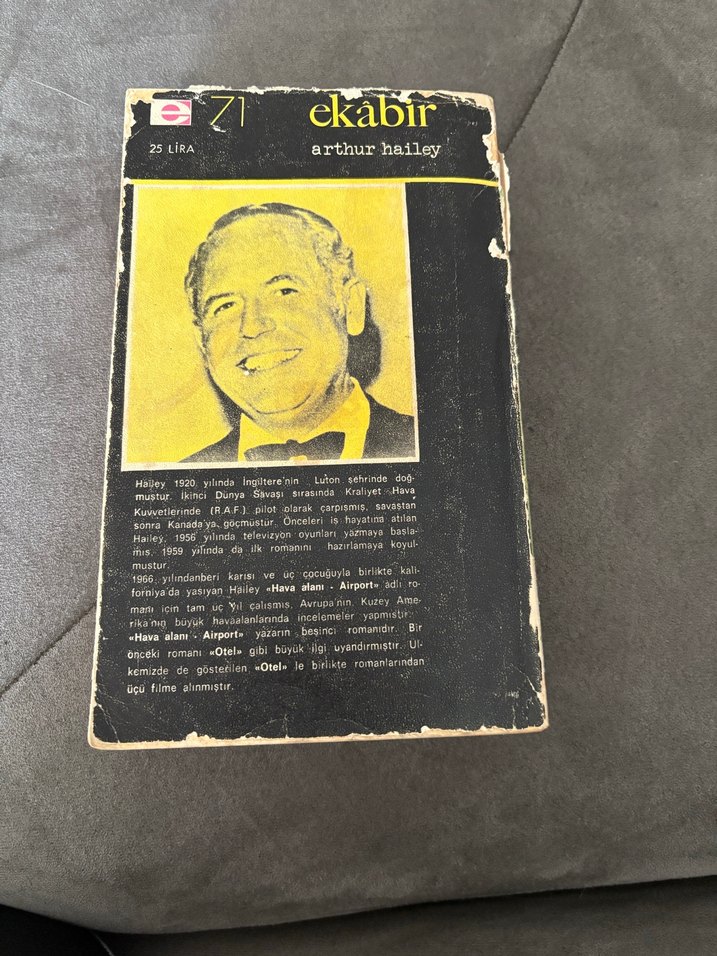 e 71 ekâbir
25 LİRA arthur hailey
Hailey 1920 yılında İngiltere'nin Luton şehrinde doğ-
muştur. İkinci Dünya Savaşı sırasında Kraliyet Hava
Kuvvetlerinde (R.A.F.) pilot olarak çarpışmış, savaştan
sonra Kanada'ya göçmüştür. Önceleri iş hayatına atılan
Hailey, 1956 yılında televizyon oyunları yazmaya başla-
mış, 1959 yılında da ilk romanını hazırlamaya koyul-
muştur.
1966 yılındanberi karısı ve üç çocuğuyla birlikte kali-
forniya'da yaşıyan Hailey «Hava alanı - Airport» adlı ro-
manı için tam üç yıl çalışmış, Avrupa'nın, Kuzey Ame-
rika'nın büyük havaalanlarında incelemeler yapmıştır.
«Hava alanı - Airport» yazarın beşinci romanıdır. Bir
önceki romanı «Otel» gibi büyük ilgi uyandırmıştır. Ül-
kemizde de gösterilen «Otel» le birlikte romanlarından
üçü filme alınmıştır.